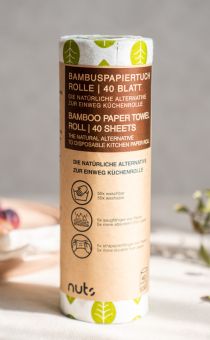 BAMBUSPAPIERTUCH
ROLLE | 40 BLATT
DIE NATÜRLICHE ALTERNATIVE
ZUR EINWEG KÜCHENROLLE
BAMBOO PAPER TOWEL
ROLL | 40 SHEETS
THE NATURAL ALTERNATIVE
TO DISPOSABLE KITCHEN PAPER ROLL
DIE NATÜRLICHE ALTERNATIVE
ZUR EINWEG KÜCHENROLLE
nuts